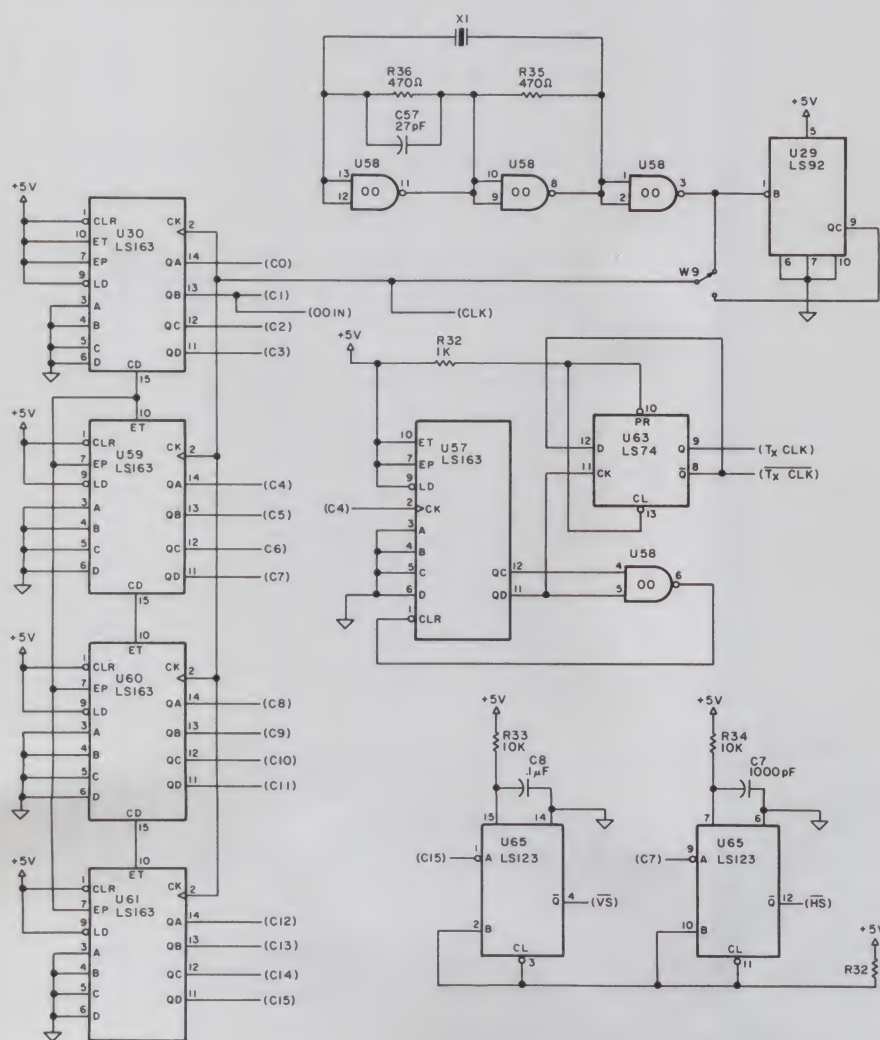 X1
R36
470Ω
R35
470Ω
C57
27pF
+5V
5
U29
LS92
U58
U58
U58
13
12
00
11
10
9
00
8
1
2
00
3
1
B
QC
9
6
7
10
W9
+5V
1
CLR
10
ET
7
EP
9
LD
3
A
4
B
5
C
6
D
U30
LS163
CK
2
QA
14
(C0)
QB
13
(C1)
(00IN)
QC
12
(C2)
QD
11
(C3)
CD
15
(CLK)
+5V
R32
1K
10
ET
+5V
1
CLR
7
EP
9
LD
3
A
4
B
5
C
6
D
U59
LS163
CK
2
QA
14
(C4)
QB
13
(C5)
QC
12
C6)
QD
11
(C7)
CD
15
U57
LS163
10
ET
7
EP
9
LD
(C4)
2
CK
3
A
4
B
5
C
6
D
1
CLR
QC
12
QD
11
10
PR
U63
LS74
12
D
11
CK
Q
9
(TX CLK)
Q̅
8
(T̅X̅ C̅L̅K̅)
CL
13
U58
4
5
00
6
10
ET
+5V
1
CLR
7
EP
9
LD
3
A
4
B
5
C
6
D
U60
LS163
CK
2
QA
14
(C8)
QB
13
(C9)
QC
12
(C10)
QD
11
(C11)
CD
15
+5V
R33
10K
C8
.1µF
15
14
U65
LS123
(C15)
1
A
2
B
Q̅
4
(V̅S̅)
CL
3
+5V
R34
10K
C7
1000pF
7
6
U65
LS123
(C7)
9
A
10
B
Q̅
12
(H̅S̅)
CL
11
+5V
R32
10
ET
+5V
1
CLR
7
EP
9
LD
3
A
4
B
5
C
6
D
U61
LS163
CK
2
QA
14
(C12)
QB
13
(C13)
QC
12
(C14)
QD
11
(C15)